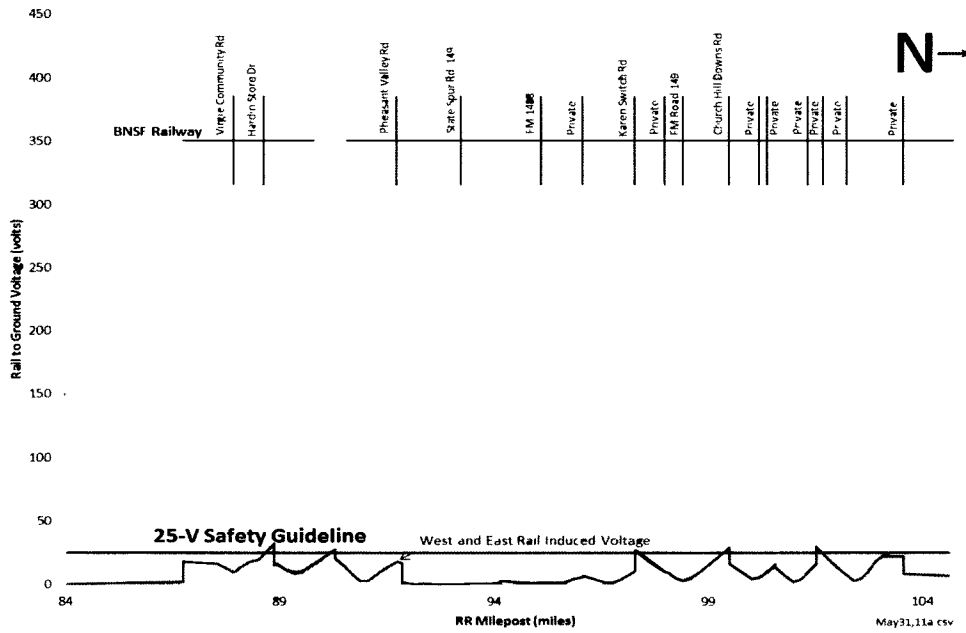 450
400
350
300
250
200
150
100
50
0
Rail to Ground Voltage (volts)
N
BNSF Railway
Virgie Community Rd
Hardin Store Dr
Pheasant Valley Rd
State Spur Rd 149
FM
Private
Karen Switch Rd
Private
FM Road 149
Church Hill Downs Rd
Private
Private
Private
Private
Private
Private
25-V Safety Guideline
West and East Rail Induced Voltage
84
89
94
99
104
RR Milepost (miles)
May31,11a csv